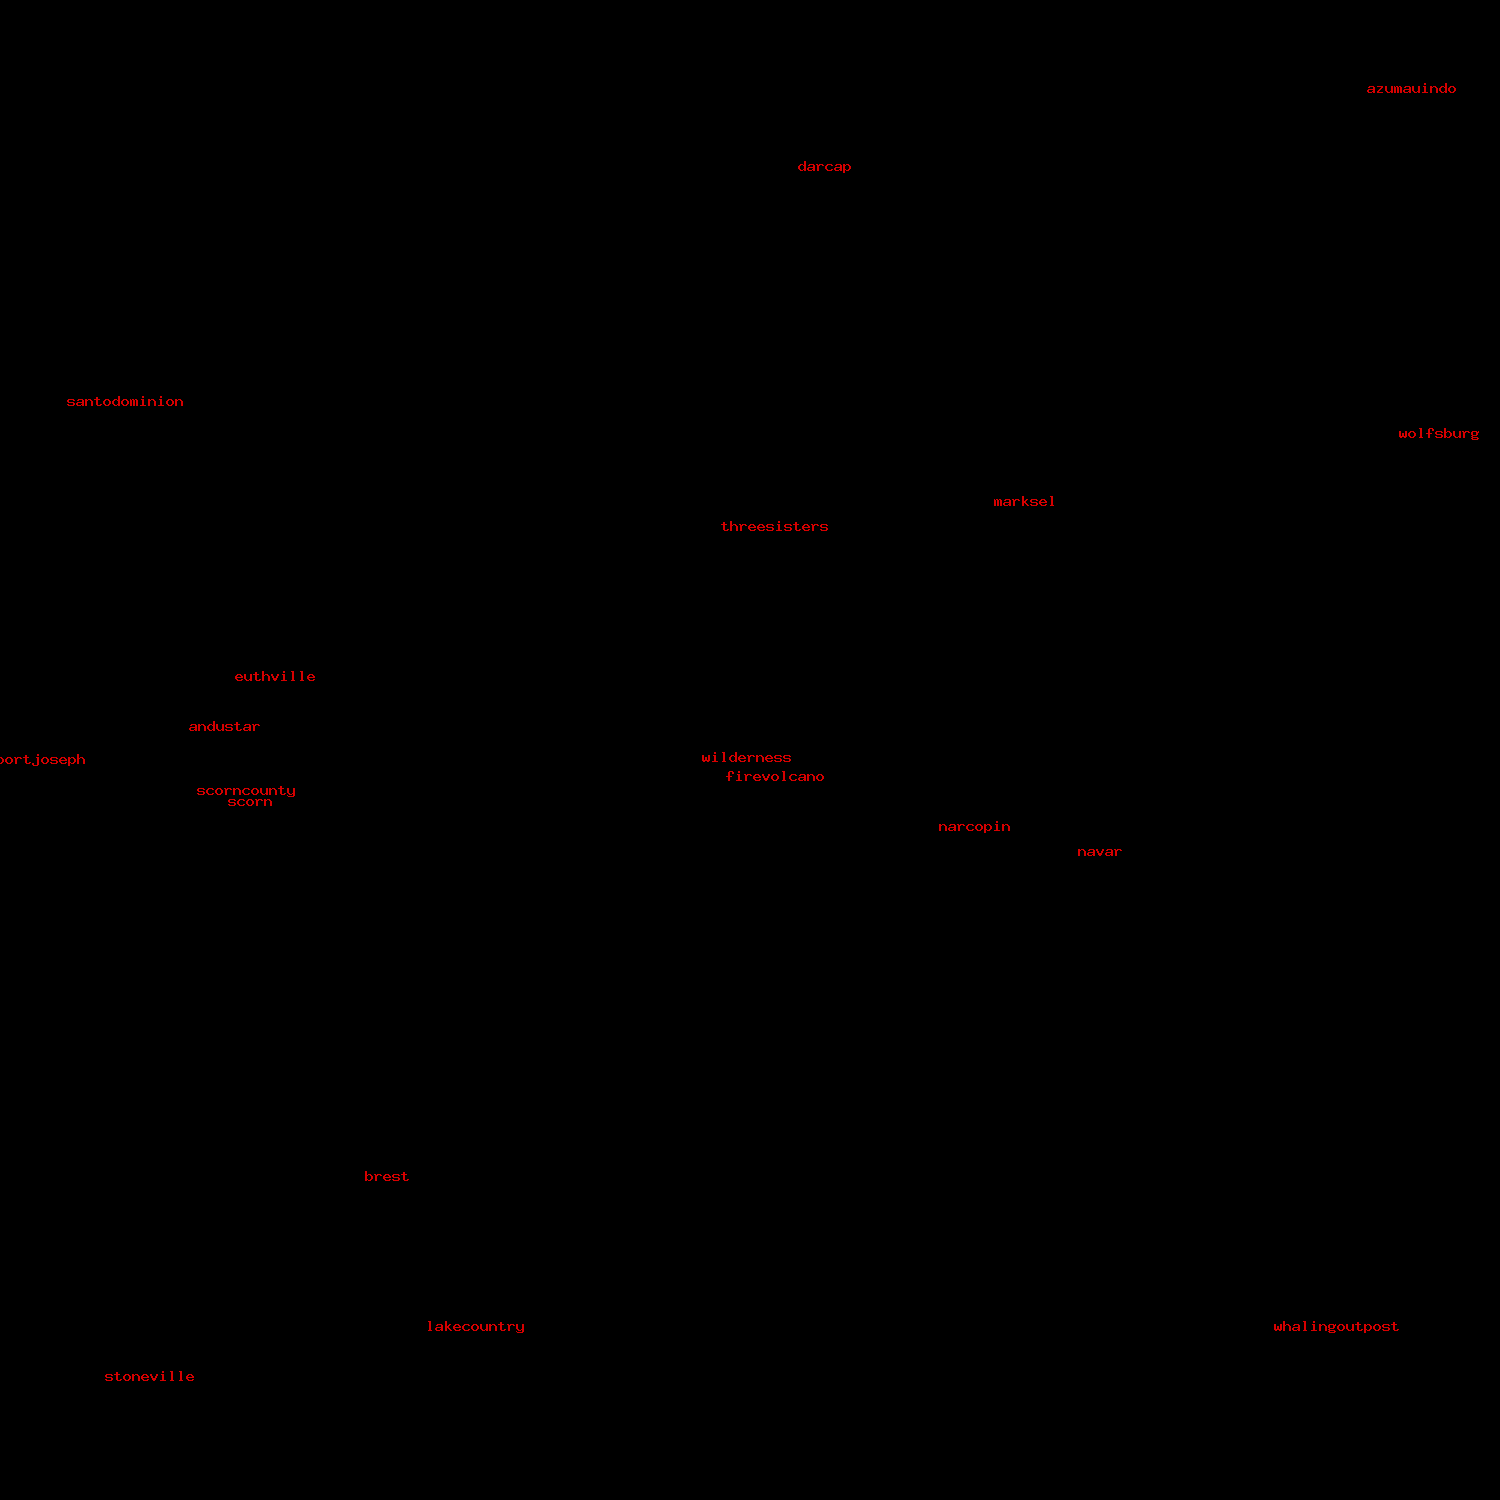 azumauindo
darcap
santodominion
wolfsburg
marksel
threesisters
euthville
andustar
portjoseph
wilderness
firevolcano
scorncounty
scorn
narcopin
navar
brest
lakecountry
whalingoutpost
stoneville